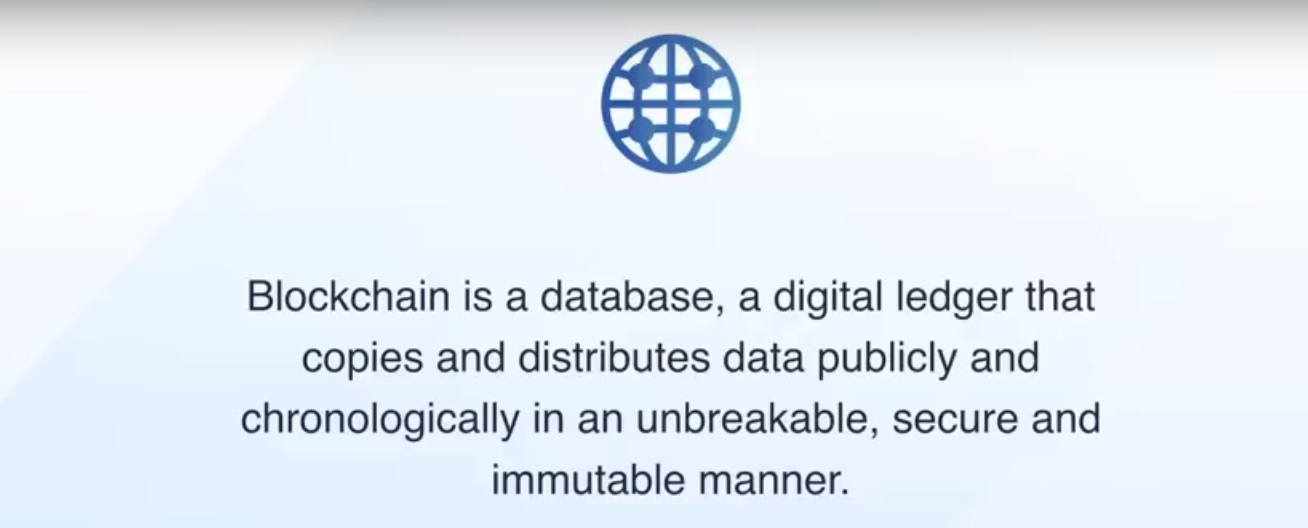 Blockchain is a database, a digital ledger that
copies and distributes data publicly and
chronologically in an unbreakable, secure and
immutable manner.